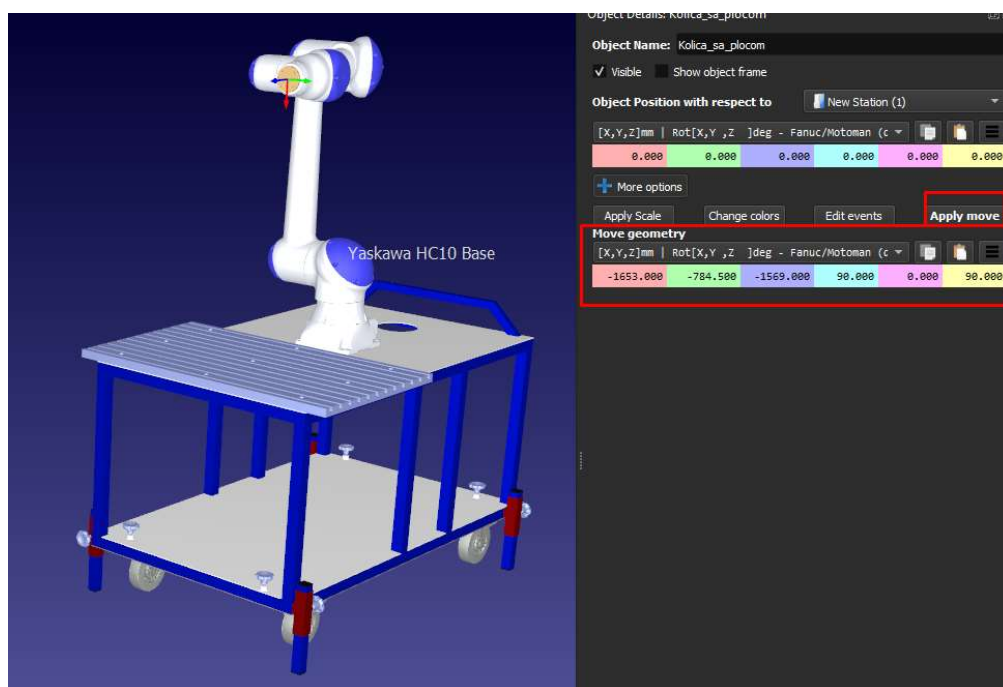 Object Details: Kolica_sa_plocom
Object Name: Kolica_sa_plocom
Visible Show object frame
Object Position with respect to New Station (1)
[X,Y,Z]mm | Rot[X,Y ,Z ]deg - Fanuc/Motoman (c
0.000 0.000 0.000 0.000 0.000 0.000
More options
Apply Scale Change colors Edit events Apply move
Move geometry
[X,Y,Z]mm | Rot[X,Y ,Z ]deg - Fanuc/Motoman (c
-1653.000 -784.500 -1569.000 90.000 0.000 90.000
Yaskawa HC10 Base